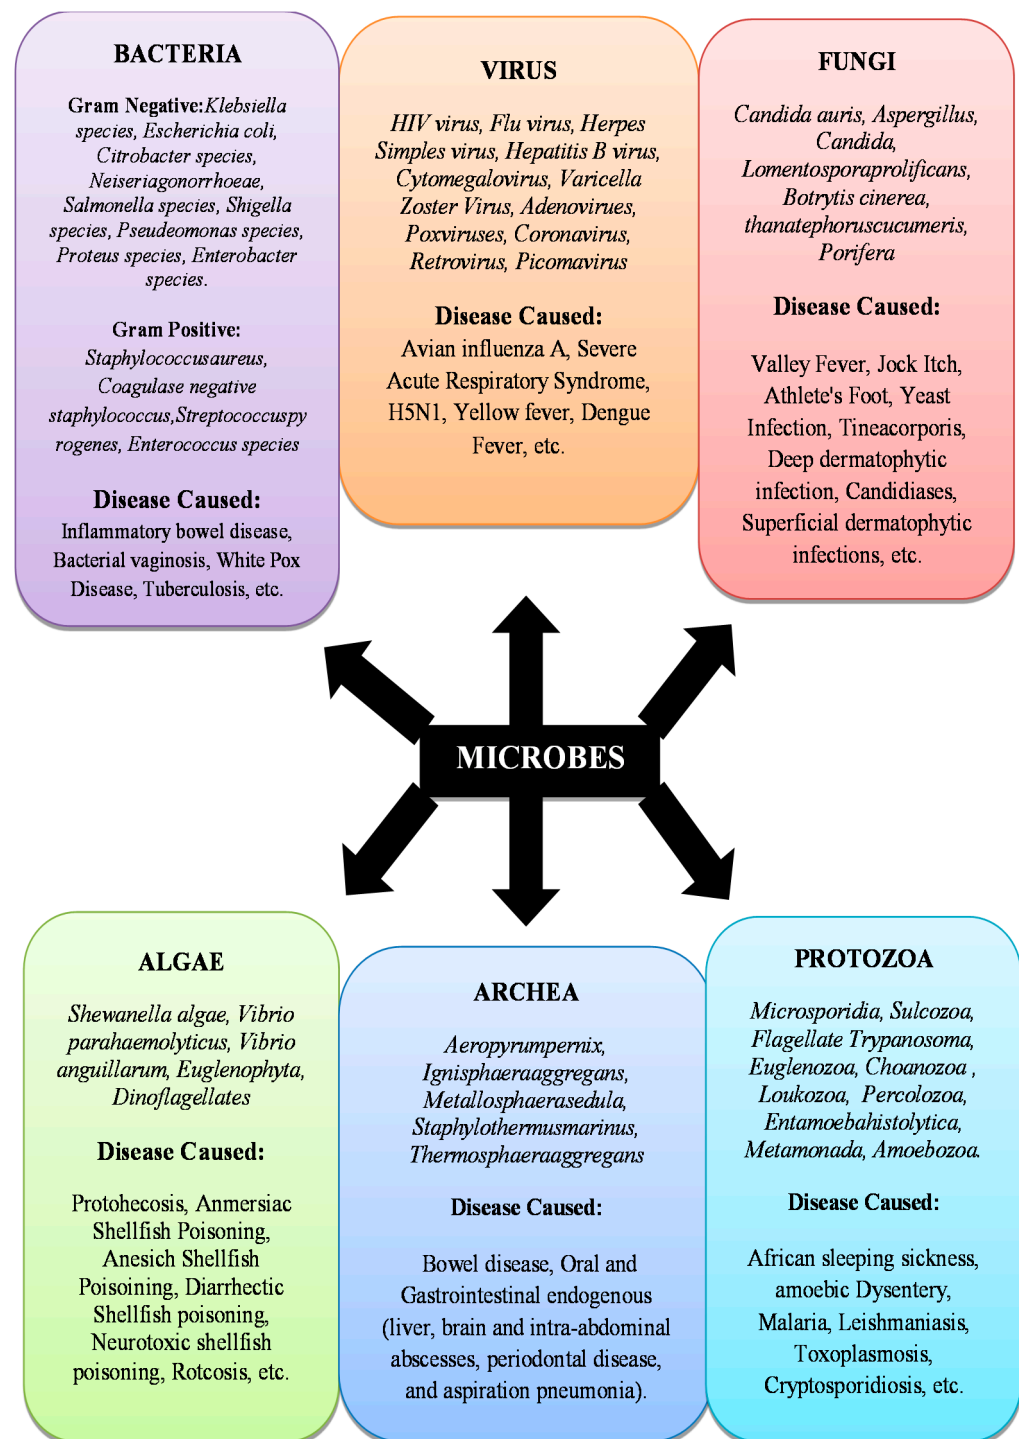 BACTERIA
Gram Negative:Klebsiella
species, Escherichia coli,
Citrobacter species,
Neiseriagonorrhoeae,
Salmonella species, Shigella
species, Pseudeomonas species,
Proteus species, Enterobacter
species.
Gram Positive:
Staphylococcusaureus,
Coagulase negative
staphylococcus,Streptococcuspy
rogenes, Enterococcus species
Disease Caused:
Inflammatory bowel disease,
Bacterial vaginosis, White Pox
Disease, Tuberculosis, etc.
VIRUS
HIV virus, Flu virus, Herpes
Simples virus, Hepatitis B virus,
Cytomegalovirus, Varicella
Zoster Virus, Adenovirues,
Poxviruses, Coronavirus,
Retrovirus, Picomavirus
Disease Caused:
Avian influenza A, Severe
Acute Respiratory Syndrome,
H5N1, Yellow fever, Dengue
Fever, etc.
FUNGI
Candida auris, Aspergillus,
Candida,
Lomentosporaprolificans,
Botrytis cinerea,
thanatephoruscucumeris,
Porifera
Disease Caused:
Valley Fever, Jock Itch,
Athlete's Foot, Yeast
Infection, Tineacorporis,
Deep dermatophytic
infection, Candidiases,
Superficial dermatophytic
infections, etc.
MICROBES
ALGAE
Shewanella algae, Vibrio
parahaemolyticus, Vibrio
anguillarum, Euglenophyta,
Dinoflagellates
Disease Caused:
Protohecosis, Anmersiac
Shellfish Poisoning,
Anesich Shellfish
Poisoining, Diarrhectic
Shellfish poisoning,
Neurotoxic shellfish
poisoning, Rotcosis, etc.
ARCHEA
Aeropyrumpernix,
Ignisphaeraaggregans,
Metallosphaerasedula,
Staphylothermusmarinus,
Thermosphaeraaggregans
Disease Caused:
Bowel disease, Oral and
Gastrointestinal endogenous
(liver, brain and intra-abdominal
abscesses, periodontal disease,
and aspiration pneumonia).
PROTOZOA
Microsporidia, Sulcozoa,
Flagellate Trypanosoma,
Euglenozoa, Choanozoa ,
Loukozoa, Percolozoa,
Entamoebahistolytica,
Metamonada, Amoebozoa.
Disease Caused:
African sleeping sickness,
amoebic Dysentery,
Malaria, Leishmaniasis,
Toxoplasmosis,
Cryptosporidiosis, etc.